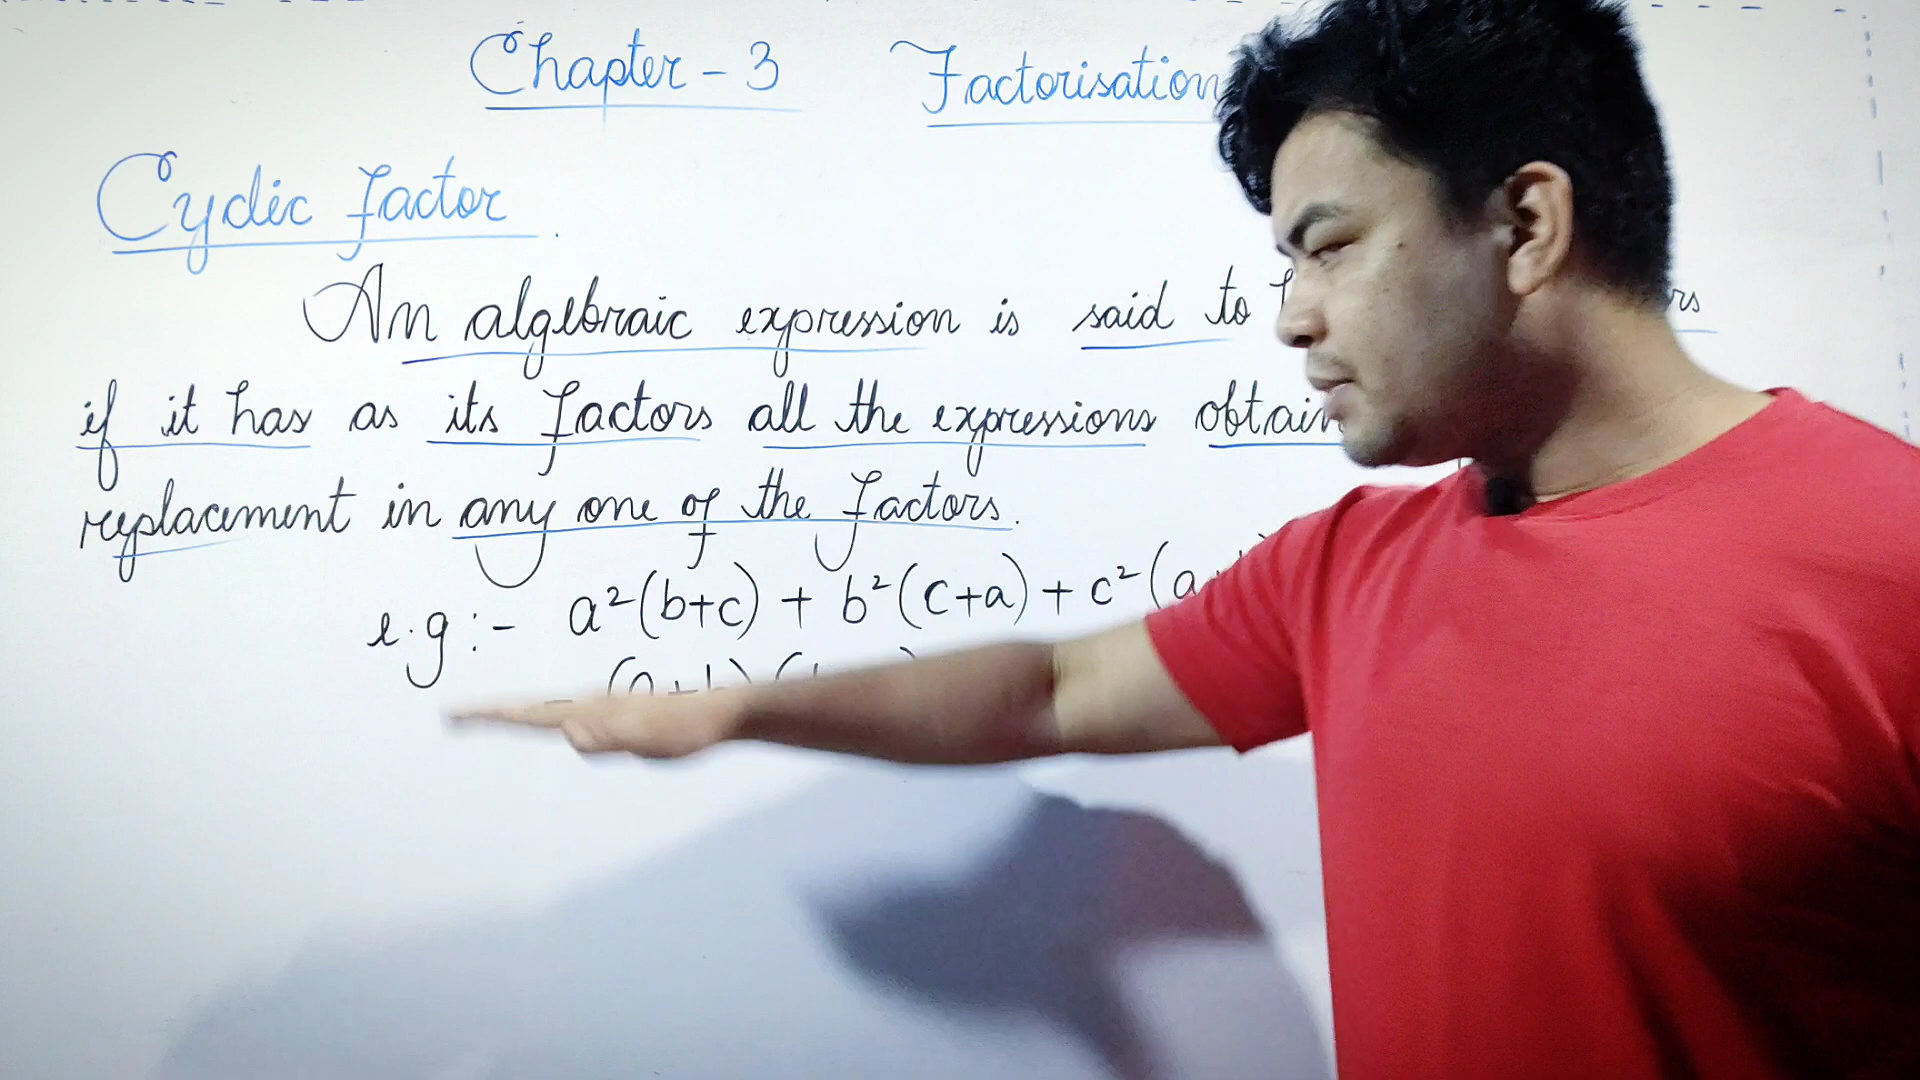 Chapter - 3 Factorisation
Cyclic factor
An algebraic expression is said to
if it has as its factors all the expressions
replacement in any one of the factors.
e.g :- a²(b+c) + b²(c+a) + c²(a